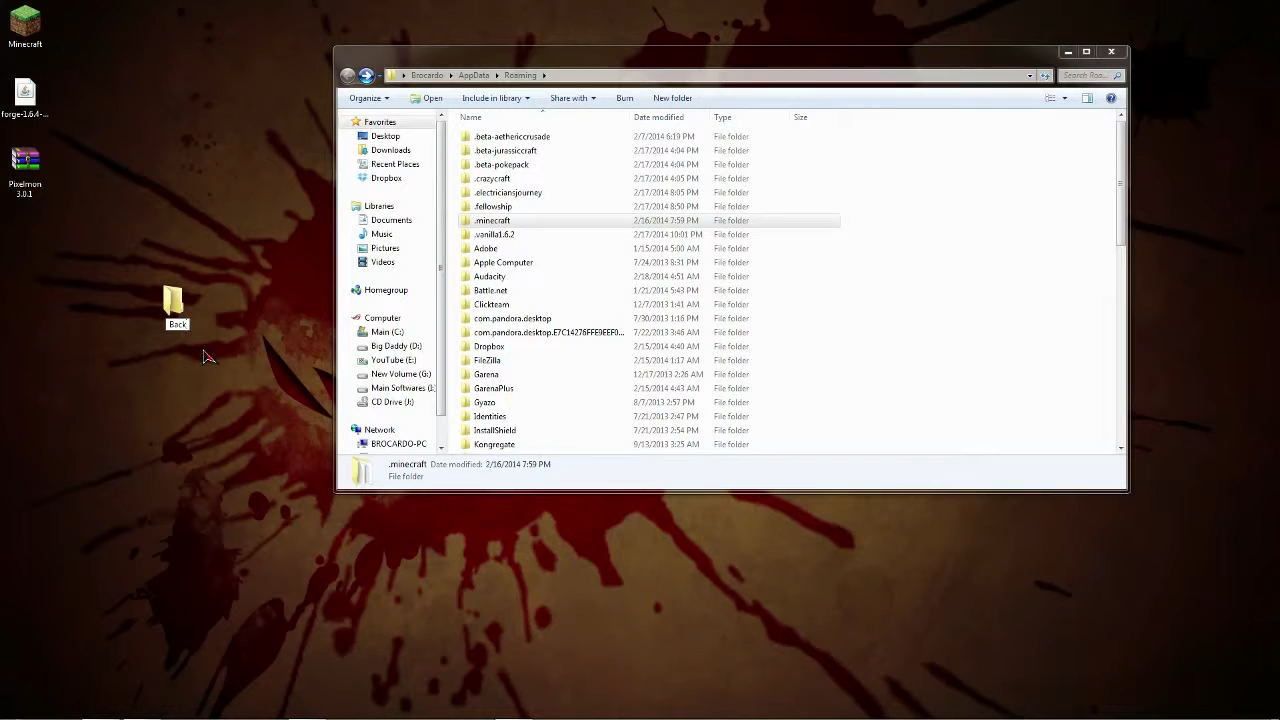 Minecraft
forge-1.6.4-...
Pixelmon
3.0.1
Back
Brocardo
AppData
Roaming
Search Roa...
Organize
Open
Include in library
Share with
Burn
New folder
Favorites
Desktop
Downloads
Recent Places
Dropbox
Libraries
Documents
Music
Pictures
Videos
Homegroup
Computer
Main (C:)
Big Daddy (D:)
YouTube (E:)
New Volume (G:)
Main Softwares (I:
CD Drive (J:)
Network
BROCARDO-PC
Name Date modified Type Size
.beta-aethericcrusade 2/7/2014 6:19 PM File folder
.beta-jurassiccraft 2/17/2014 4:04 PM File folder
.beta-pokepack 2/17/2014 4:04 PM File folder
.crazycraft 2/17/2014 4:05 PM File folder
.electriciansjourney 2/17/2014 8:05 PM File folder
.fellowship 2/17/2014 8:50 PM File folder
.minecraft 2/16/2014 7:59 PM File folder
.vanilla1.6.2 2/17/2014 10:01 PM File folder
Adobe 1/15/2014 5:00 AM File folder
Apple Computer 7/24/2013 8:31 PM File folder
Audacity 2/18/2014 4:51 AM File folder
Battle.net 1/21/2014 5:43 PM File folder
Clickteam 12/7/2013 1:41 AM File folder
com.pandora.desktop 7/30/2013 1:16 PM File folder
com.pandora.desktop.E7C14276FFE9EEF0... 7/22/2013 3:46 AM File folder
Dropbox 2/15/2014 4:40 AM File folder
FileZilla 2/15/2014 1:17 AM File folder
Garena 12/17/2013 2:26 AM File folder
GarenaPlus 2/15/2014 4:43 AM File folder
Gyazo 8/7/2013 2:57 PM File folder
Identities 7/21/2013 2:47 PM File folder
InstallShield 7/21/2013 2:54 PM File folder
Kongregate 9/13/2013 3:25 AM File folder
.minecraft Date modified: 2/16/2014 7:59 PM
File folder